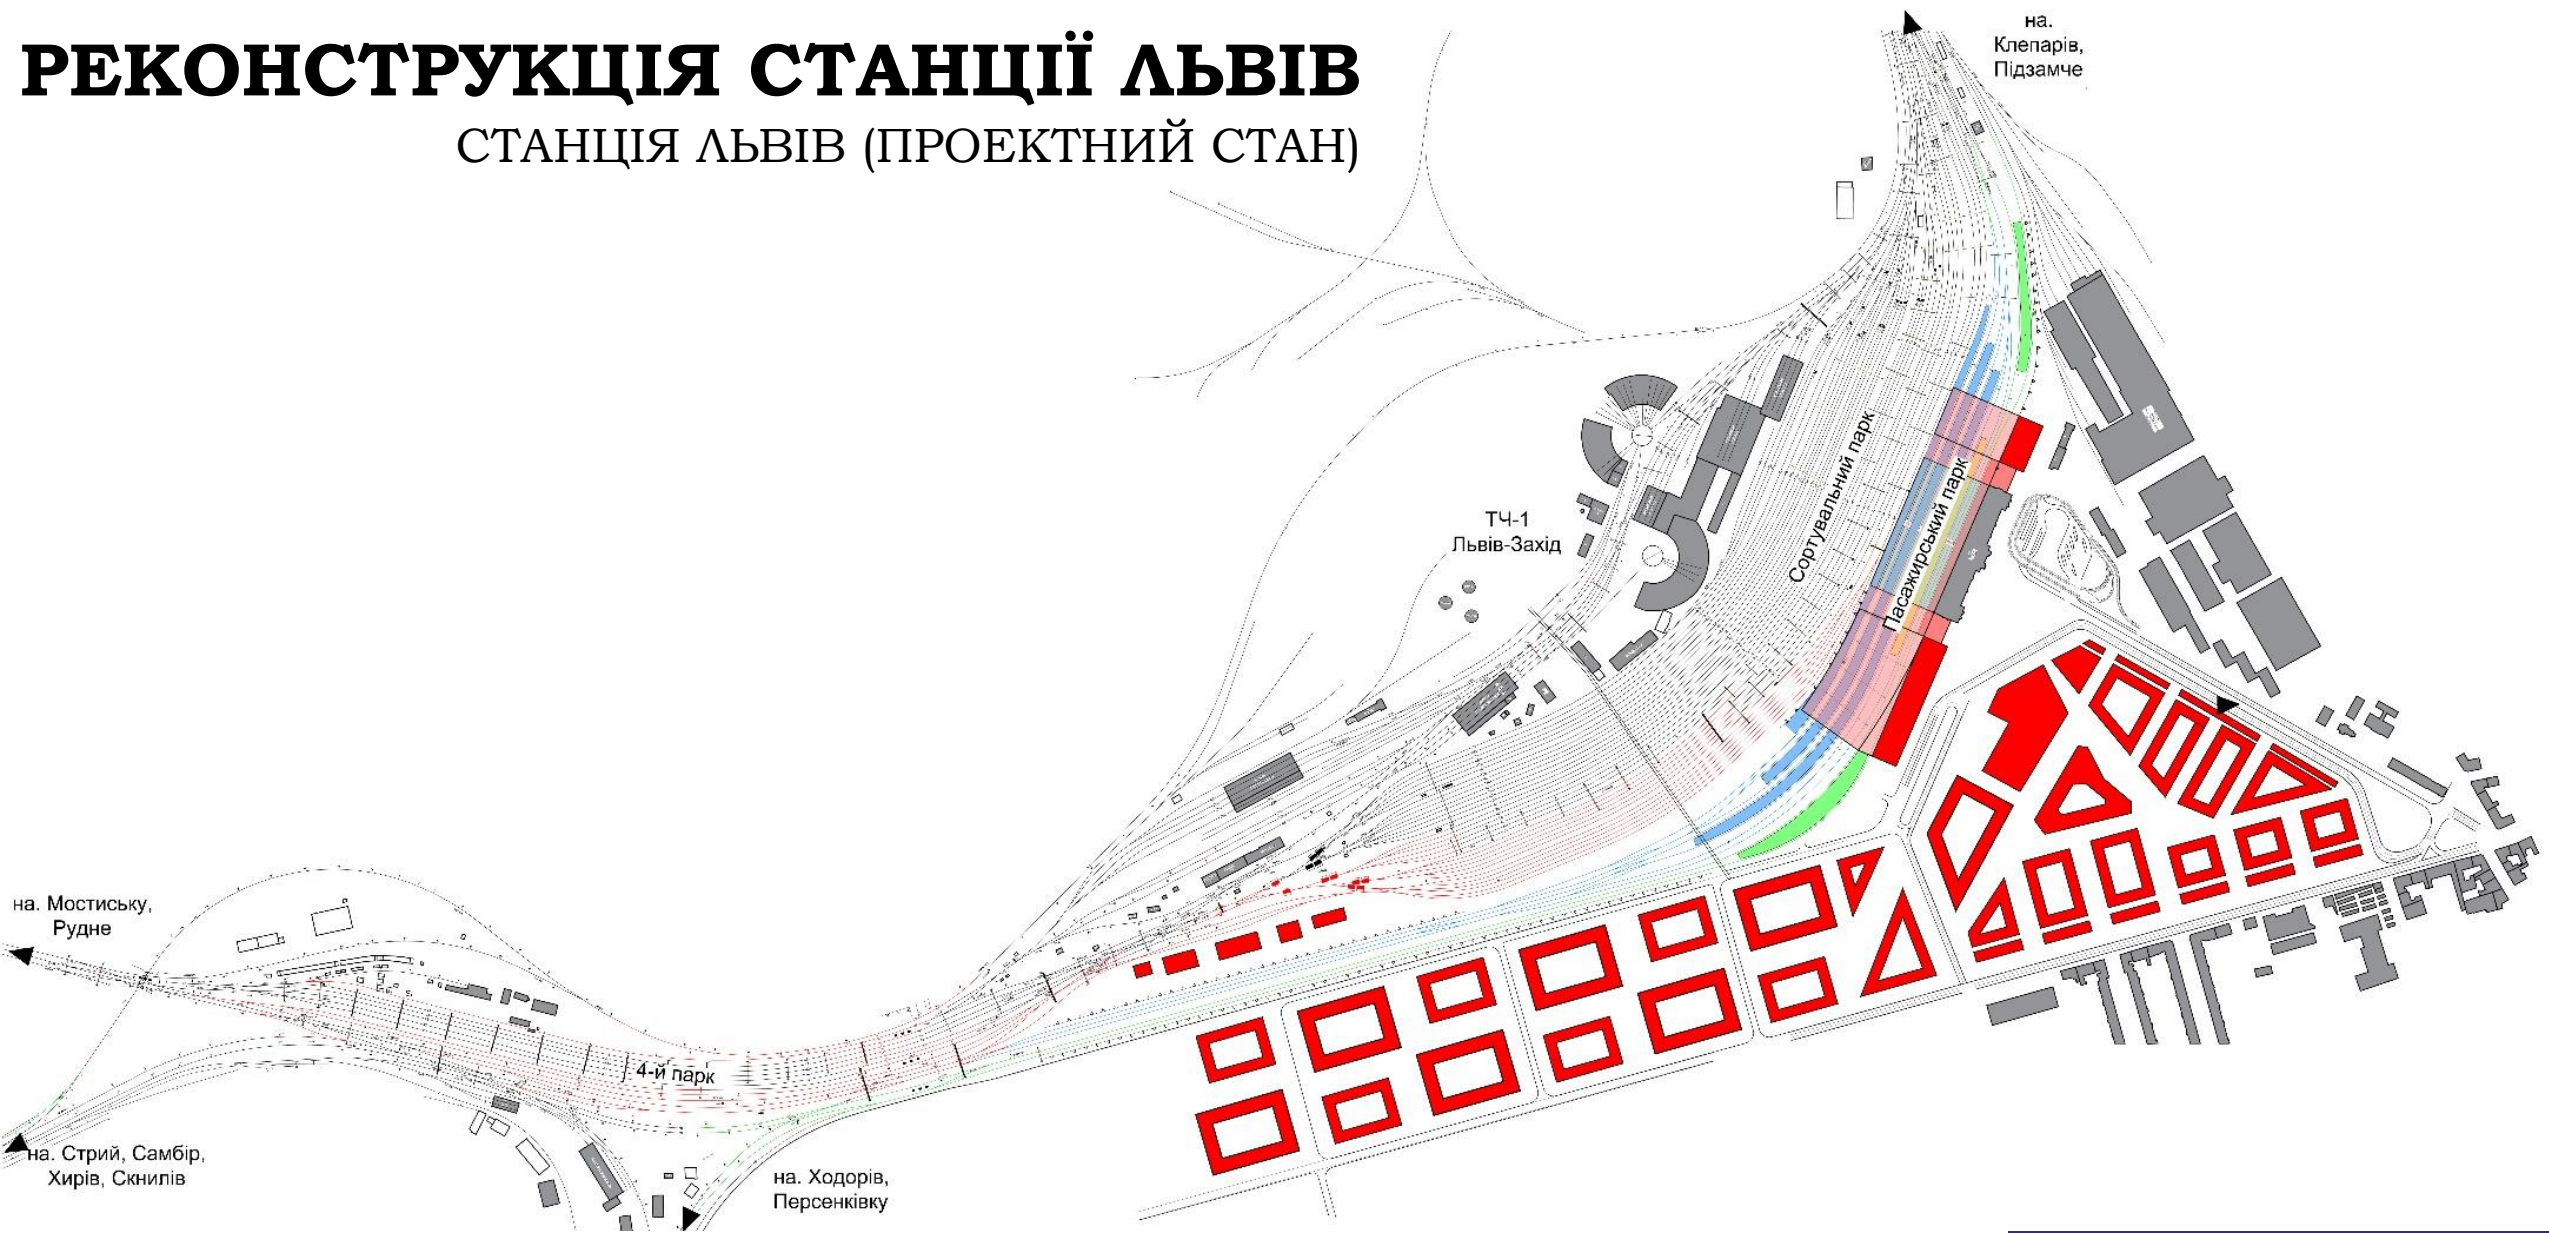 РЕКОНСТРУКЦІЯ СТАНЦІЇ ЛЬВІВ
СТАНЦІЯ ЛЬВІВ (ПРОЕКТНИЙ СТАН)
на.
Клепарів,
Підзамче
Сортувальний парк
Пасажирський парк
ТЧ-1
Львів-Захід
на. Мостиську,
Рудне
4-й парк
на. Стрий, Самбір,
Хирів, Скнилів
на. Ходорів,
Персенківку